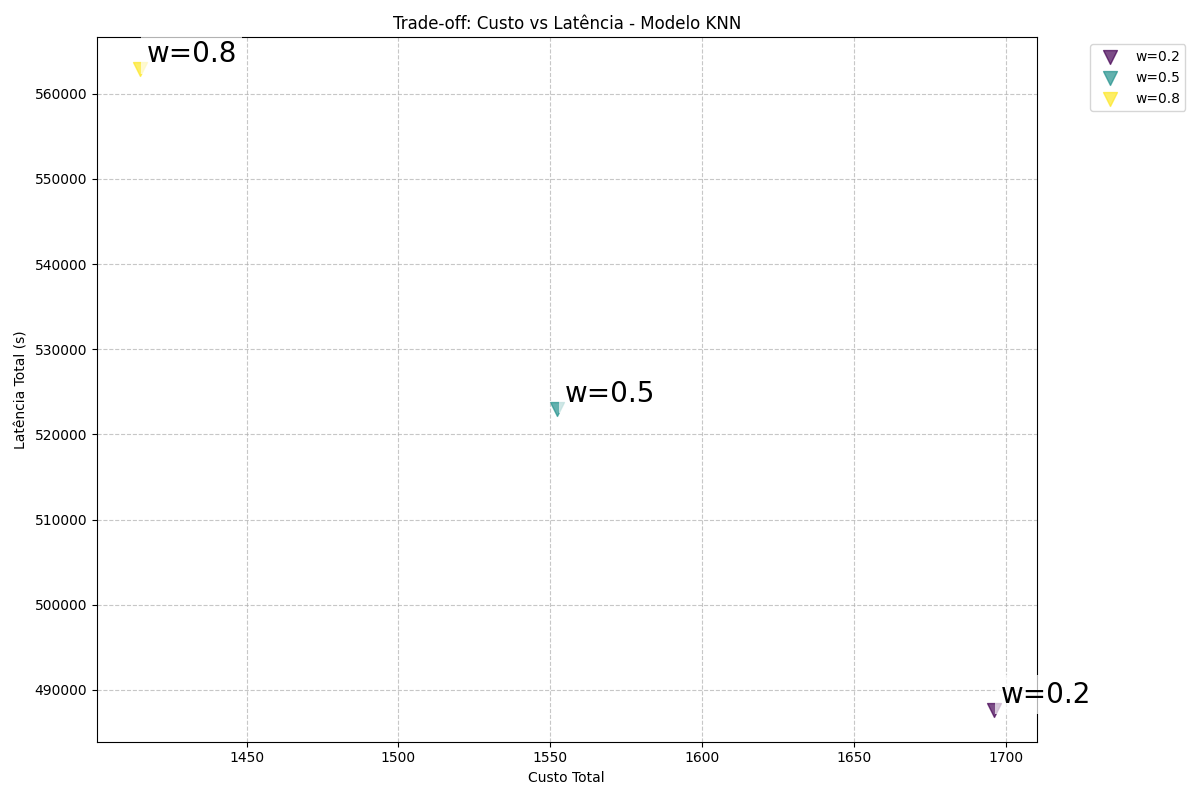 Trade-off: Custo vs Latência - Modelo KNN
w=0.8
w=0.5
w=0.2
w=0.2
w=0.5
w=0.8
Latência Total (s)
560000
550000
540000
530000
520000
510000
500000
490000
1450
1500
1550
1600
1650
1700
Custo Total